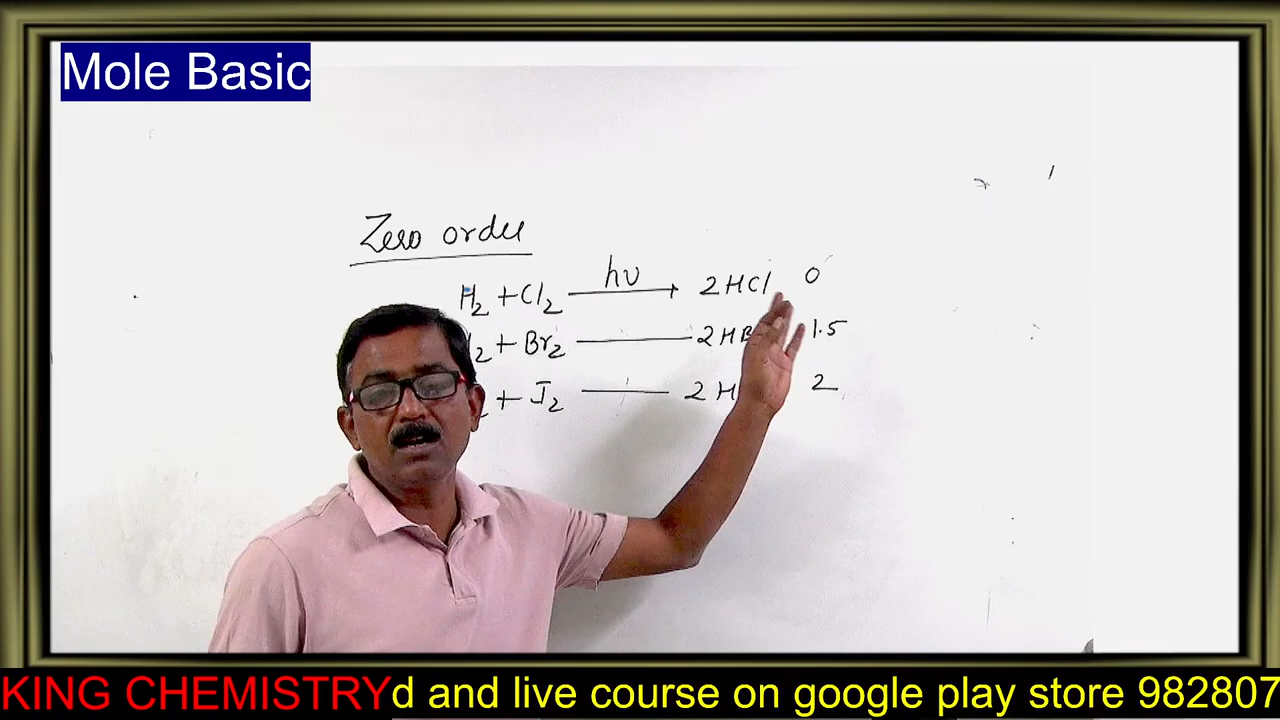 Mole Basic
Zero order
H₂ + Cl₂ hν → 2HCl 0
₂ + Br₂ 2HB 1.5
+ I₂ 2H 2
KING CHEMISTRYd and live course on google play store 982807